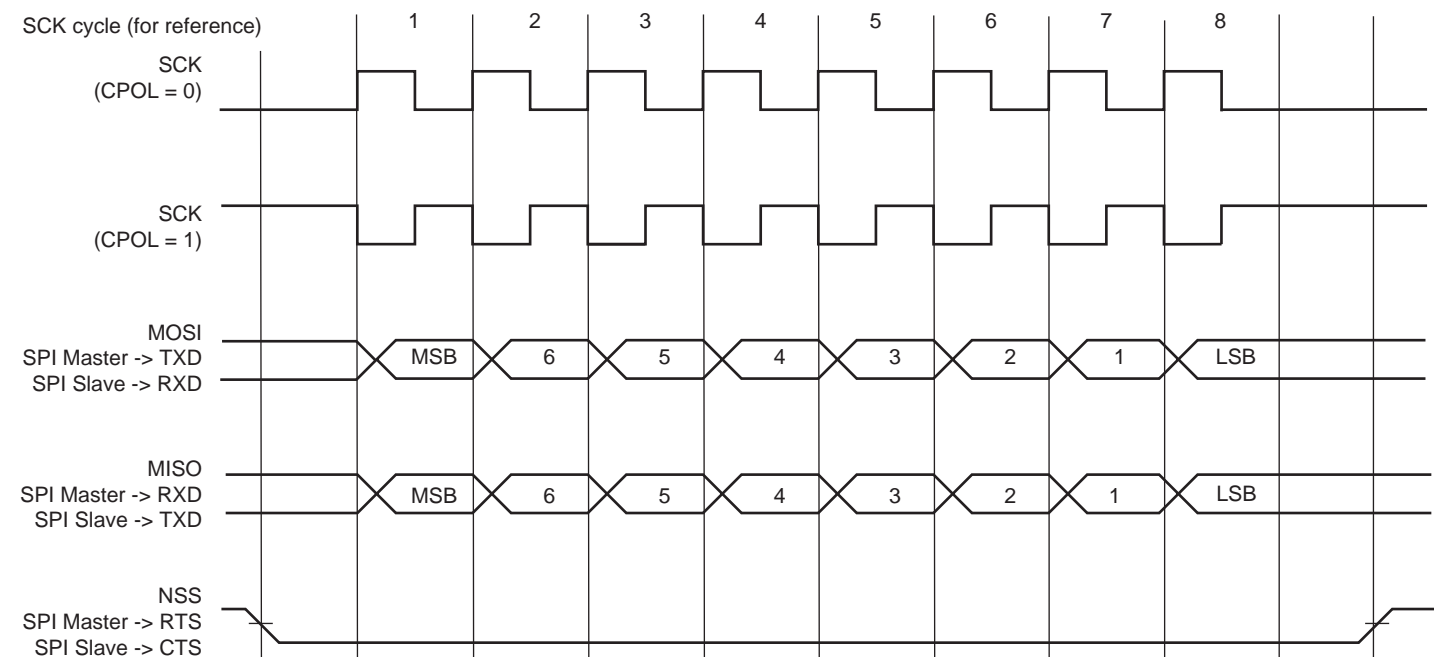 SCK cycle (for reference) 1 2 3 4 5 6 7 8
SCK
(CPOL = 0)
SCK
(CPOL = 1)
MOSI
SPI Master -> TXD
SPI Slave -> RXD
MSB 6 5 4 3 2 1 LSB
MISO
SPI Master -> RXD
SPI Slave -> TXD
MSB 6 5 4 3 2 1 LSB
NSS
SPI Master -> RTS
SPI Slave -> CTS